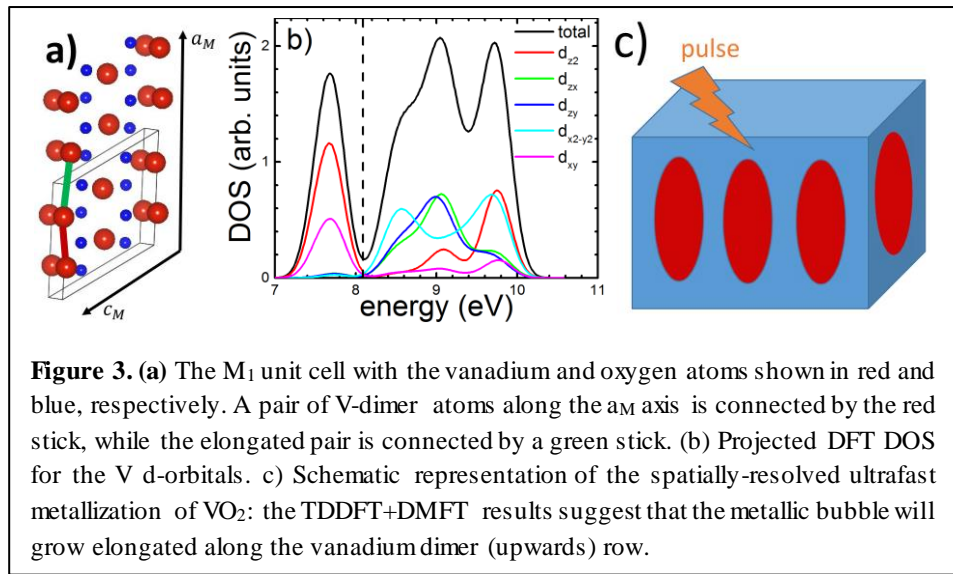 a)
a_M
c_M
b)
DOS (arb. units)
2
1
0
7 8 9 10 11
energy (eV)
total
d_z2
d_zx
d_zy
d_x2-y2
d_xy
c)
pulse
Figure 3. (a) The M₁ unit cell with the vanadium and oxygen atoms shown in red and
blue, respectively. A pair of V-dimer atoms along the a_M axis is connected by the red
stick, while the elongated pair is connected by a green stick. (b) Projected DFT DOS
for the V d-orbitals. c) Schematic representation of the spatially-resolved ultrafast
metallization of VO₂: the TDDFT+DMFT results suggest that the metallic bubble will
grow elongated along the vanadium dimer (upwards) row.